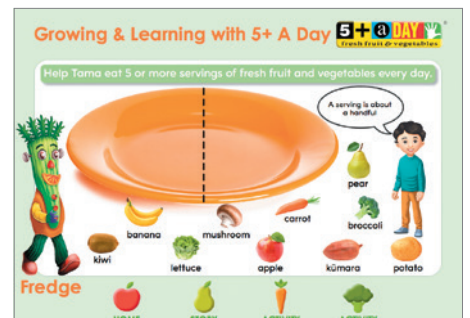 Growing & Learning with 5+ A Day
5+ a DAY
fresh fruit & vegetables
Help Tama eat 5 or more servings of fresh fruit and vegetables every day.
A serving is about
a handful
pear
carrot
broccoli
banana
mushroom
kiwi
lettuce
apple
kūmara
potato
Fredge